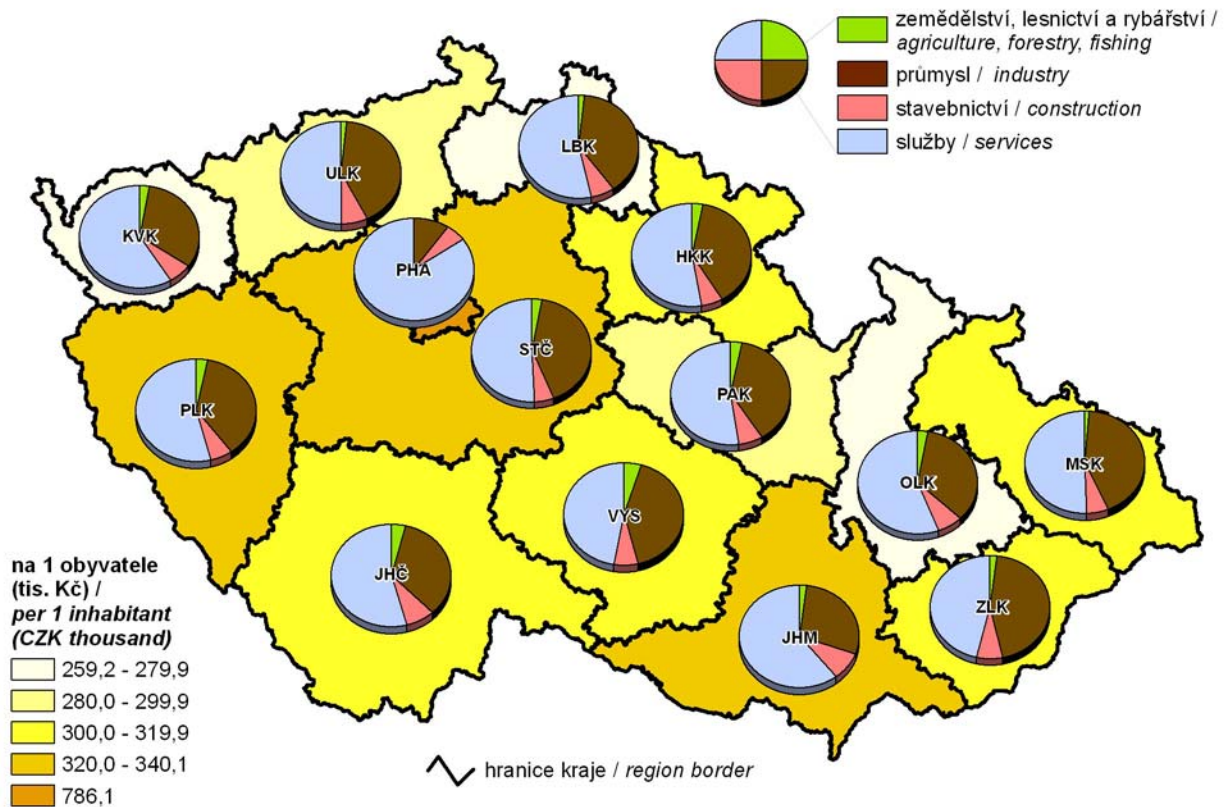 zemědělství, lesnictví a rybářství /
agriculture, forestry, fishing
průmysl / industry
stavebnictví / construction
služby / services
LBK
ULK
KVK
HKK
PHA
STČ
PLK
PAK
MSK
OLK
VYS
JHČ
ZLK
JHM
na 1 obyvatele
(tis. Kč) /
per 1 inhabitant
(CZK thousand)
259,2 - 279,9
280,0 - 299,9
300,0 - 319,9
320,0 - 340,1
786,1
hranice kraje / region border